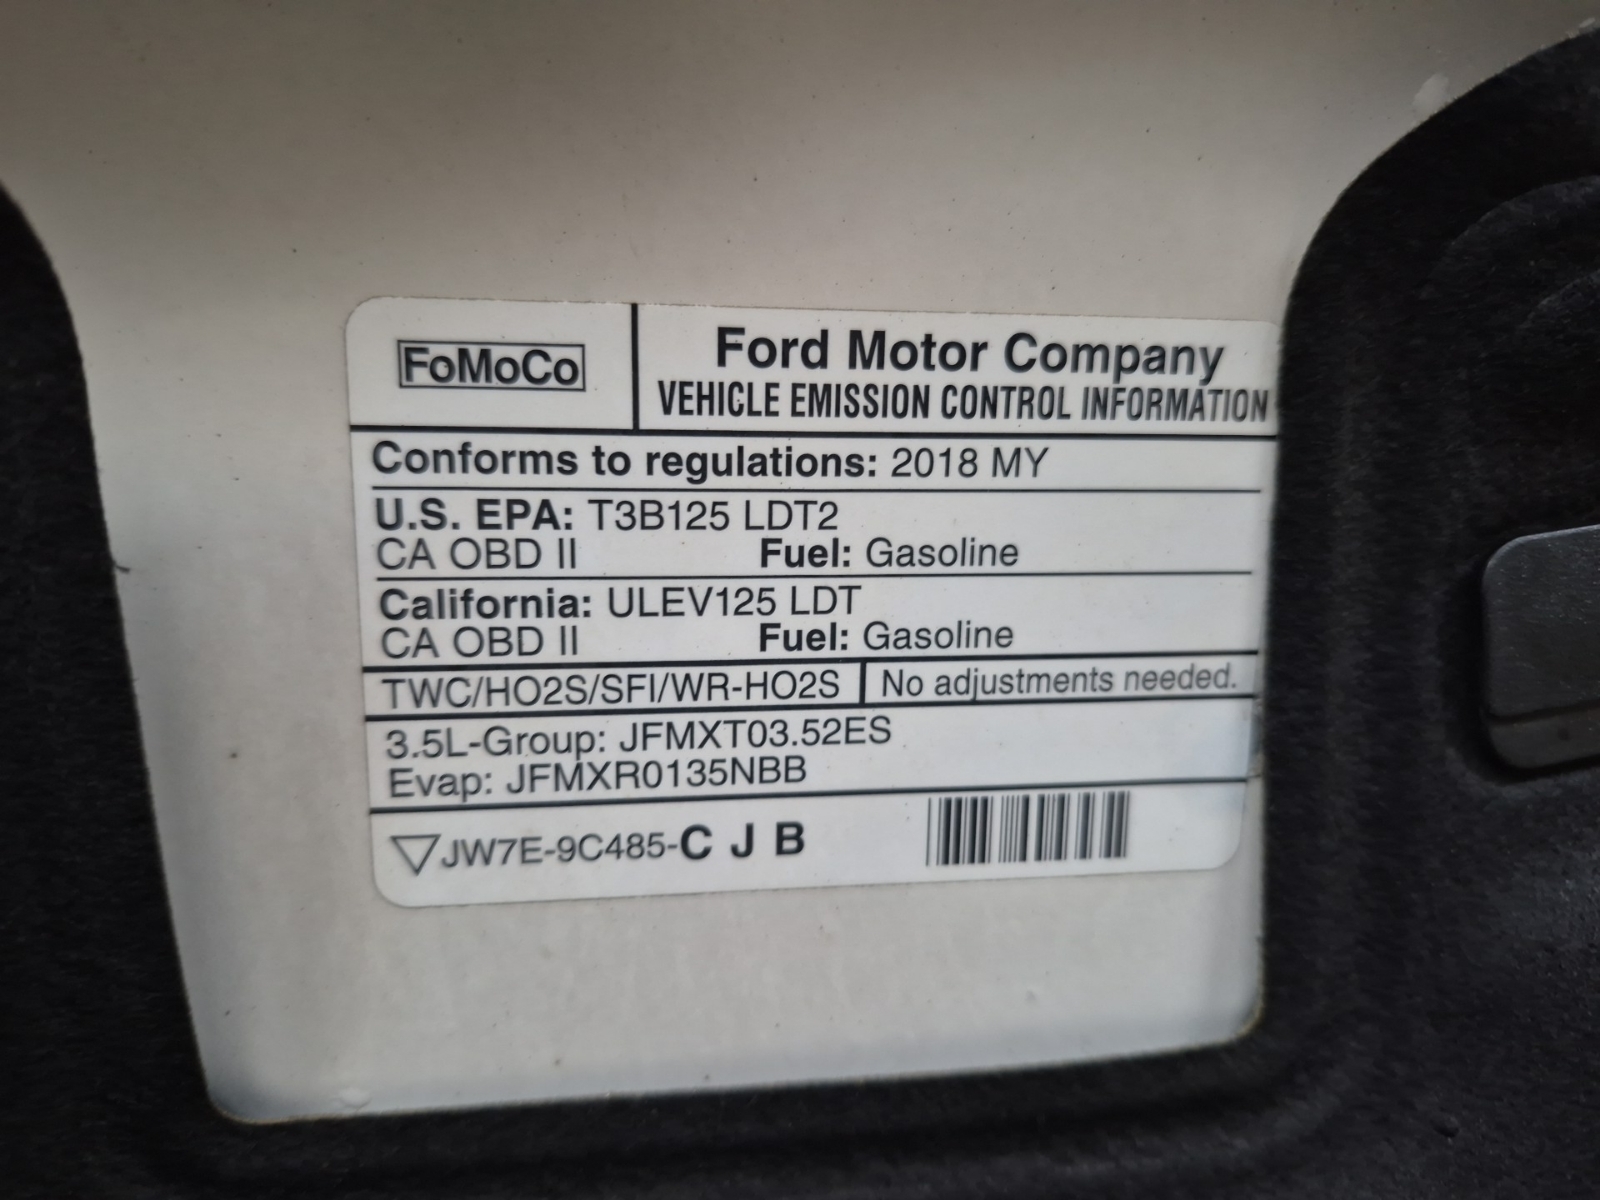 FoMoCo
Ford Motor Company
VEHICLE EMISSION CONTROL INFORMATION
Conforms to regulations: 2018 MY
U.S. EPA: T3B125 LDT2
CA OBD II Fuel: Gasoline
California: ULEV125 LDT
CA OBD II Fuel: Gasoline
TWC/HO2S/SFI/WR-HO2S No adjustments needed.
3.5L-Group: JFMXT03.52ES
Evap: JFMXR0135NBB
JW7E-9C485-C J B